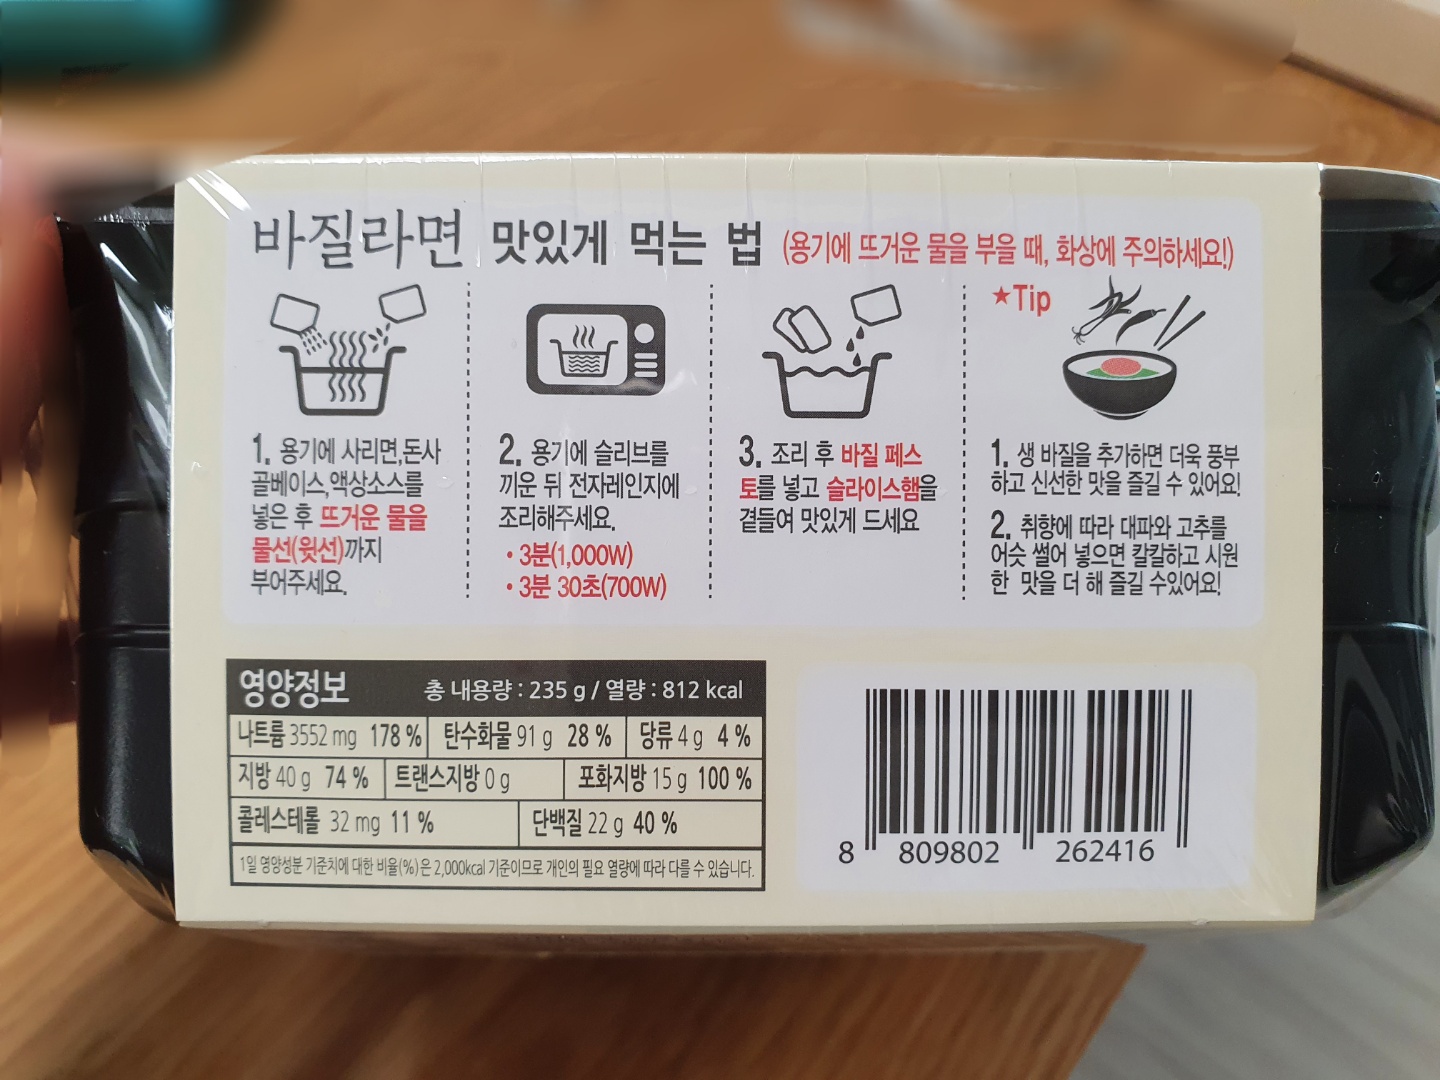 바질라면 맛있게 먹는 법 (용기에 뜨거운 물을 부을 때, 화상에 주의하세요!)
1. 용기에 사리면,돈사
골베이스,액상소스를
넣은 후 뜨거운 물을
물선(윗선)까지
부어주세요.
2. 용기에 슬리브를
끼운 뒤 전자레인지에
조리해주세요.
• 3분(1,000W)
• 3분 30초(700W)
3. 조리 후 바질 페스
토를 넣고 슬라이스햄을
곁들여 맛있게 드세요
★Tip
1. 생 바질을 추가하면 더욱 풍부
하고 신선한 맛을 즐길 수 있어요!
2. 취향에 따라 대파와 고추를
어슷 썰어 넣으면 칼칼하고 시원
한 맛을 더 해 즐길 수있어요!
영양정보 총 내용량 : 235 g / 열량 : 812 kcal
나트륨 3552 mg 178 % 탄수화물 91 g 28 % 당류 4 g 4 %
지방 40 g 74 % 트랜스지방 0 g 포화지방 15 g 100 %
콜레스테롤 32 mg 11 % 단백질 22 g 40 %
1일 영양성분 기준치에 대한 비율(%)은 2,000kcal 기준이므로 개인의 필요 열량에 따라 다를 수 있습니다.
8 809802 262416